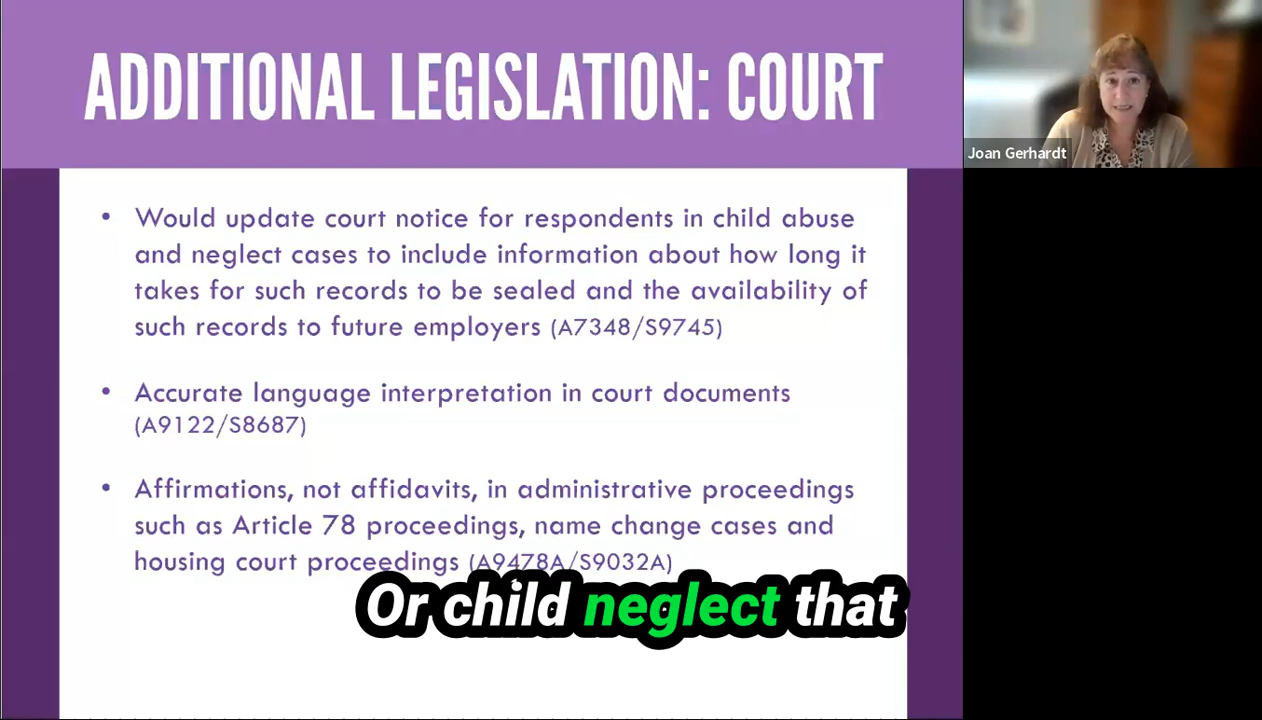 ADDITIONAL LEGISLATION: COURT
Joan Gerhardt
• Would update court notice for respondents in child abuse
and neglect cases to include information about how long it
takes for such records to be sealed and the availability of
such records to future employers (A7348/S9745)
• Accurate language interpretation in court documents
(A9122/S8687)
• Affirmations, not affidavits, in administrative proceedings
such as Article 78 proceedings, name change cases and
housing court proceedings (A9478A/S9032A)
Or child neglect that